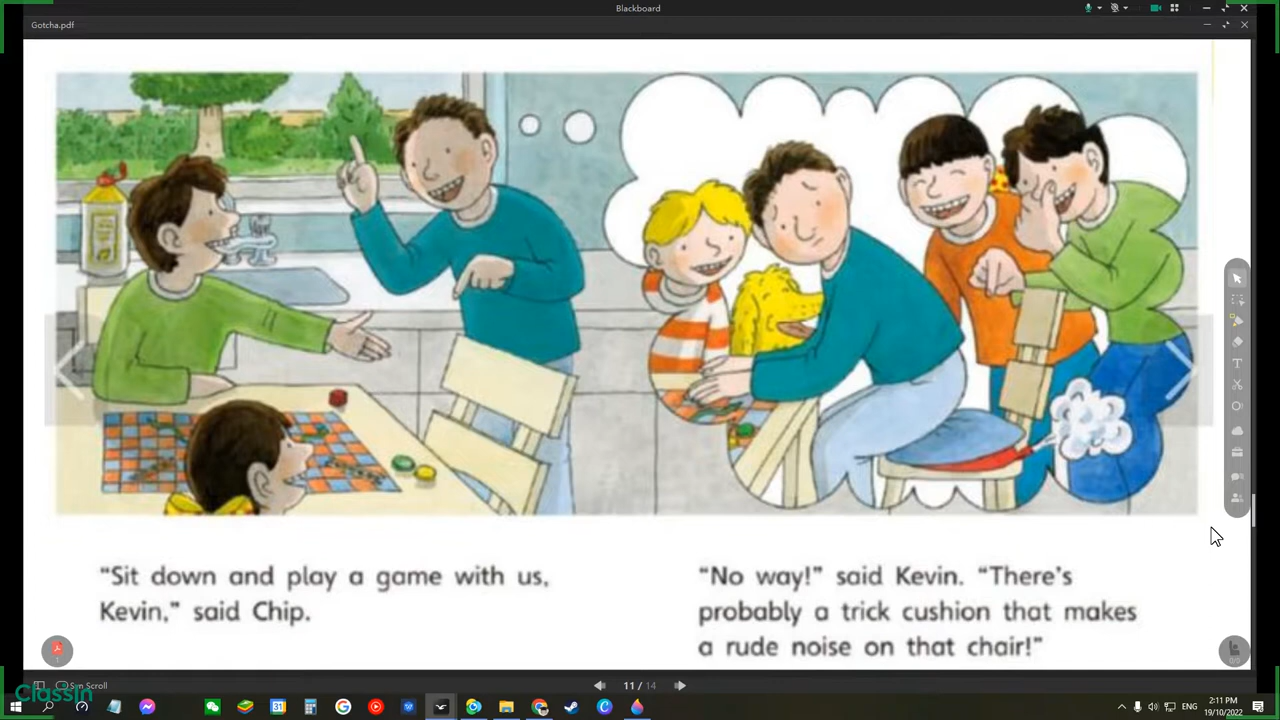 Blackboard
Gotcha.pdf
"Sit down and play a game with us,
Kevin," said Chip.
"No way!" said Kevin. "There's
probably a trick cushion that makes
a rude noise on that chair!"
11 / 14
Scroll
ClassIn
ENG
2:11 PM
19/10/2022